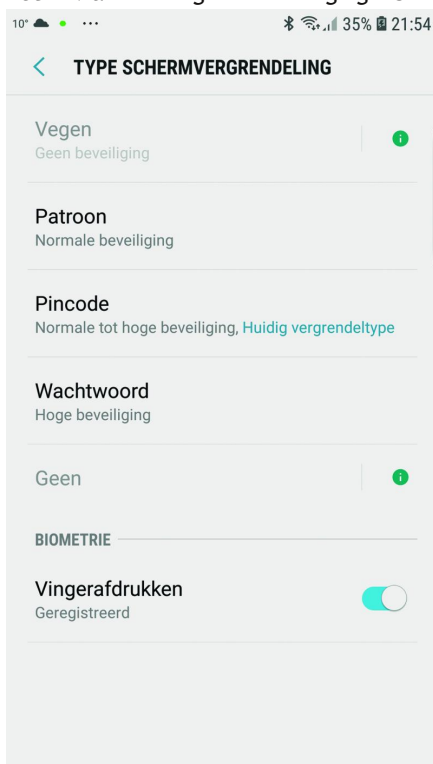 10° ... 35% 21:54
TYPE SCHERMVERGRENDELING
Vegen
Geen beveiliging
Patroon
Normale beveiliging
Pincode
Normale tot hoge beveiliging, Huidig vergrendeltype
Wachtwoord
Hoge beveiliging
Geen
BIOMETRIE
Vingerafdrukken
Geregistreerd